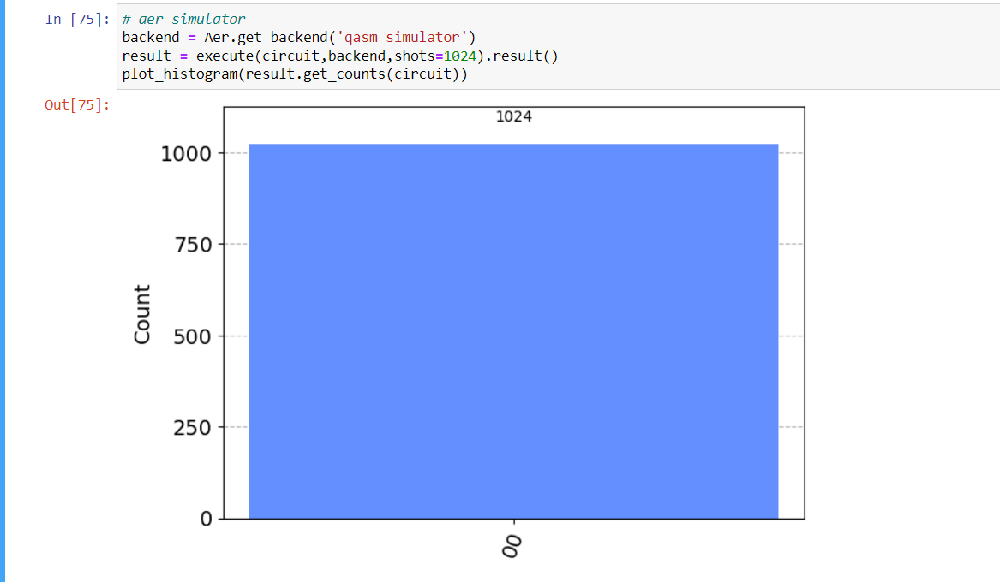 In [75]: # aer simulator
backend = Aer.get_backend('qasm_simulator')
result = execute(circuit,backend,shots=1024).result()
plot_histogram(result.get_counts(circuit))
Out[75]:
1024
1000
750
500
250
0
Count
00